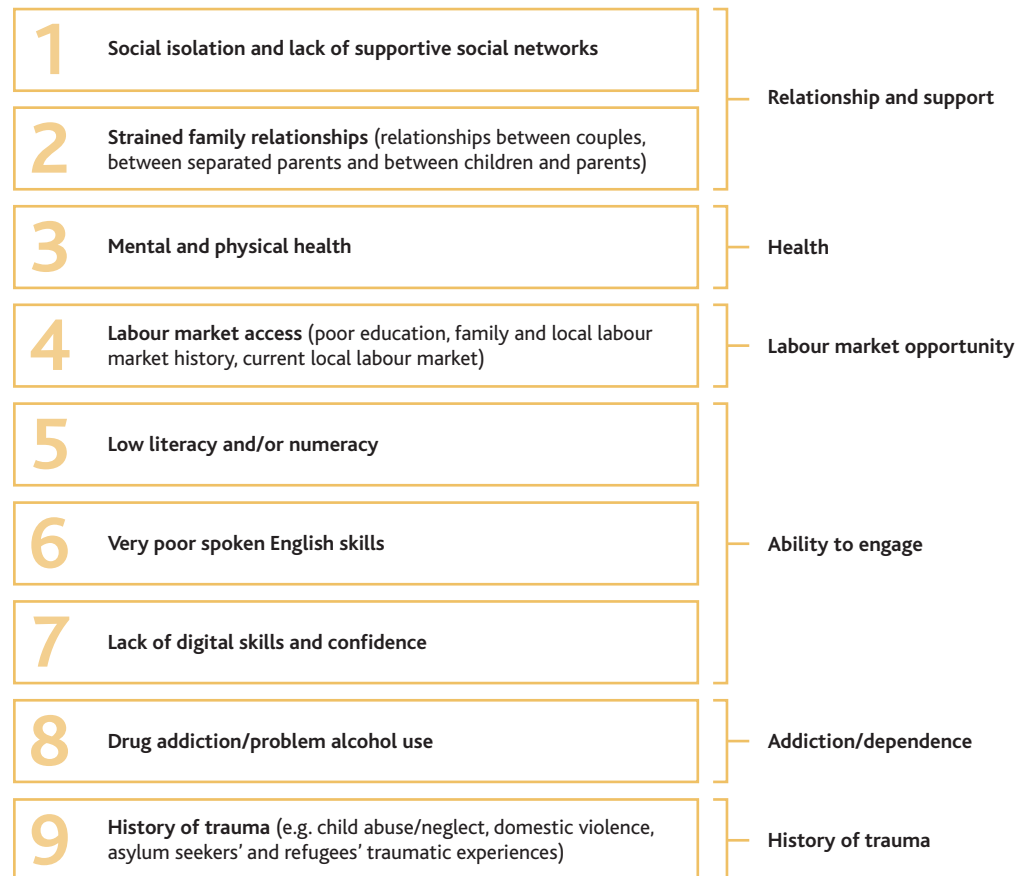 1
Social isolation and lack of supportive social networks
Relationship and support
2
Strained family relationships (relationships between couples,
between separated parents and between children and parents)
3
Mental and physical health
Health
4
Labour market access (poor education, family and local labour
market history, current local labour market)
Labour market opportunity
5
Low literacy and/or numeracy
6
Very poor spoken English skills
Ability to engage
7
Lack of digital skills and confidence
8
Drug addiction/problem alcohol use
Addiction/dependence
9
History of trauma (e.g. child abuse/neglect, domestic violence,
asylum seekers’ and refugees’ traumatic experiences)
History of trauma